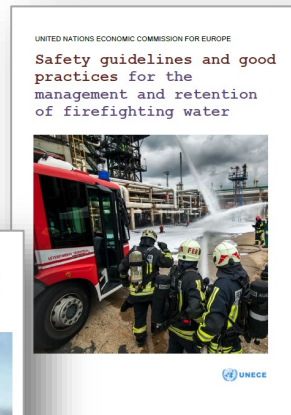 UNITED NATIONS ECONOMIC COMMISSION FOR EUROPE
Safety guidelines and good
practices for the
management and retention
of firefighting water
UNECE